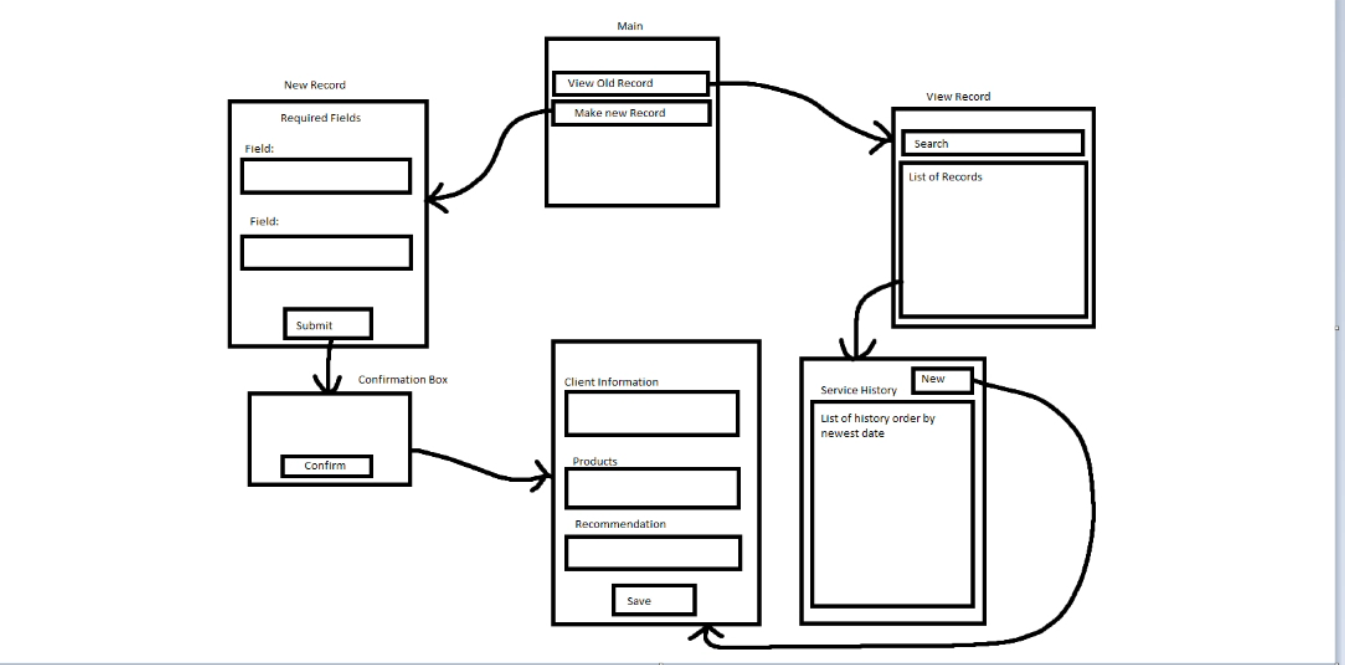 Main
View Old Record
Make new Record
New Record
Required Fields
Field:
Field:
Submit
Confirmation Box
Confirm
View Record
Search
List of Records
Client Information
Products
Recommendation
Save
Service History
New
List of history order by
newest date